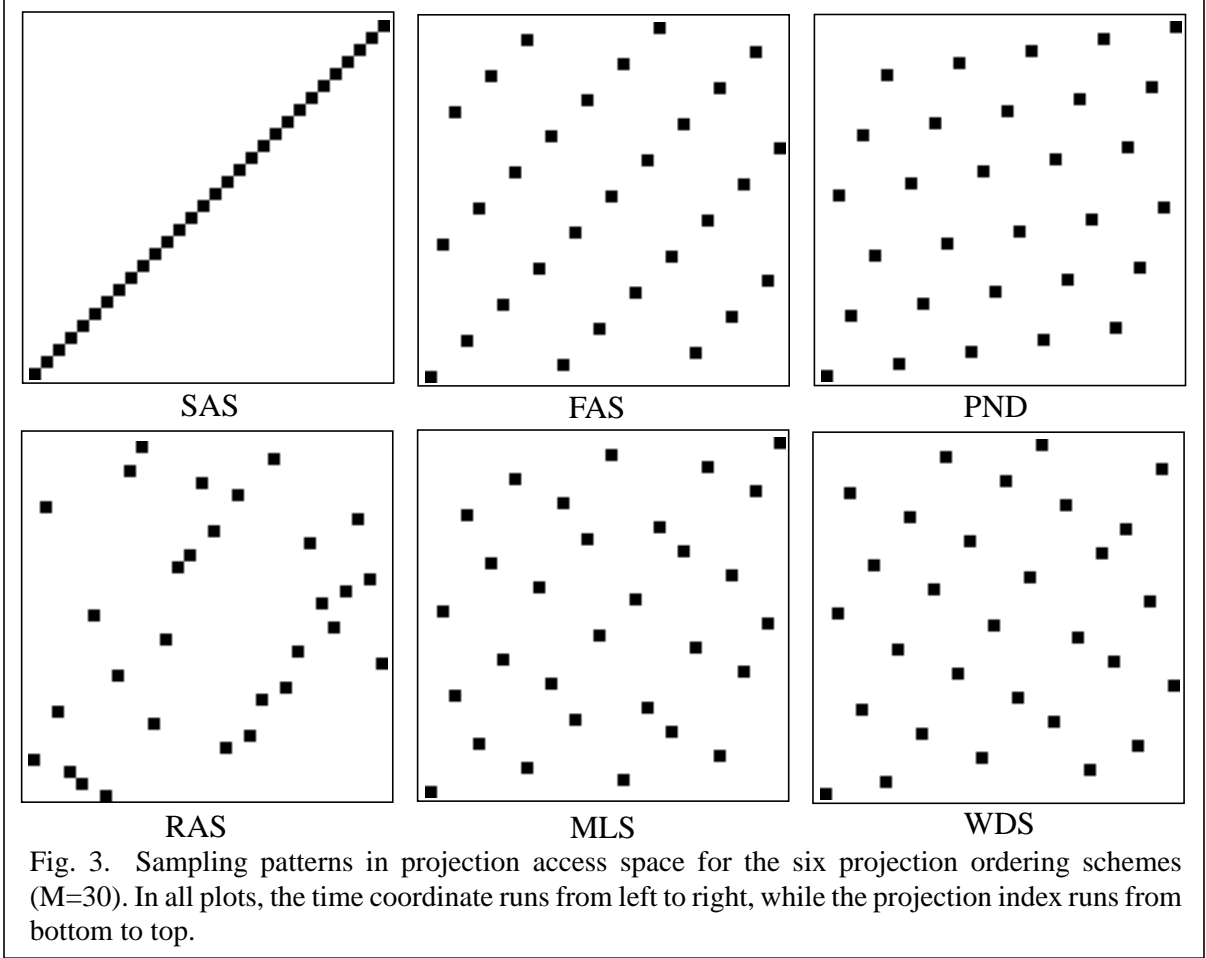 SAS
FAS
PND
RAS
MLS
WDS
Fig. 3. Sampling patterns in projection access space for the six projection ordering schemes
(M=30). In all plots, the time coordinate runs from left to right, while the projection index runs from
bottom to top.